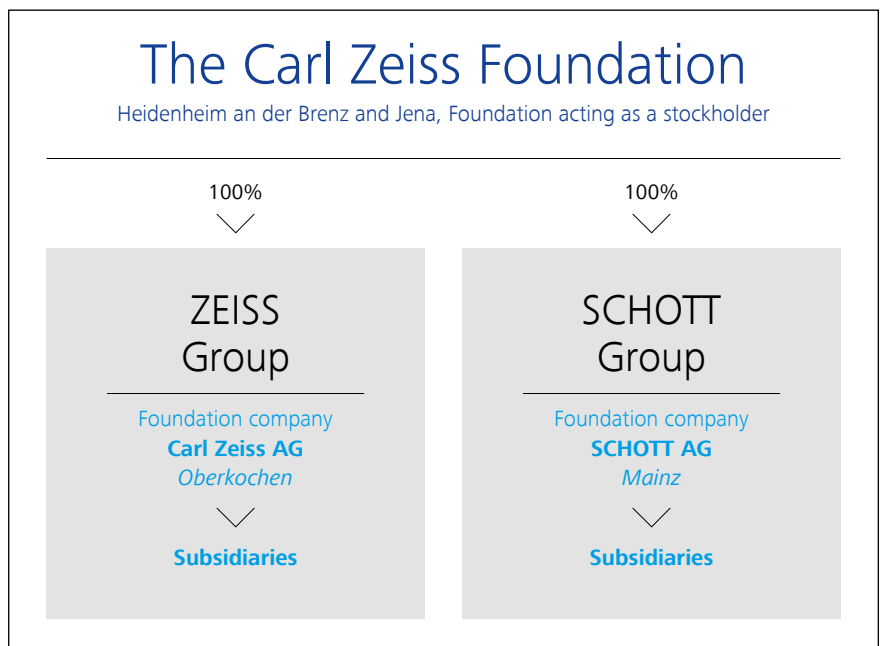 The Carl Zeiss Foundation
Heidenheim an der Brenz and Jena, Foundation acting as a stockholder
100%
ZEISS
Group
Foundation company
Carl Zeiss AG
Oberkochen
Subsidiaries
100%
SCHOTT
Group
Foundation company
SCHOTT AG
Mainz
Subsidiaries